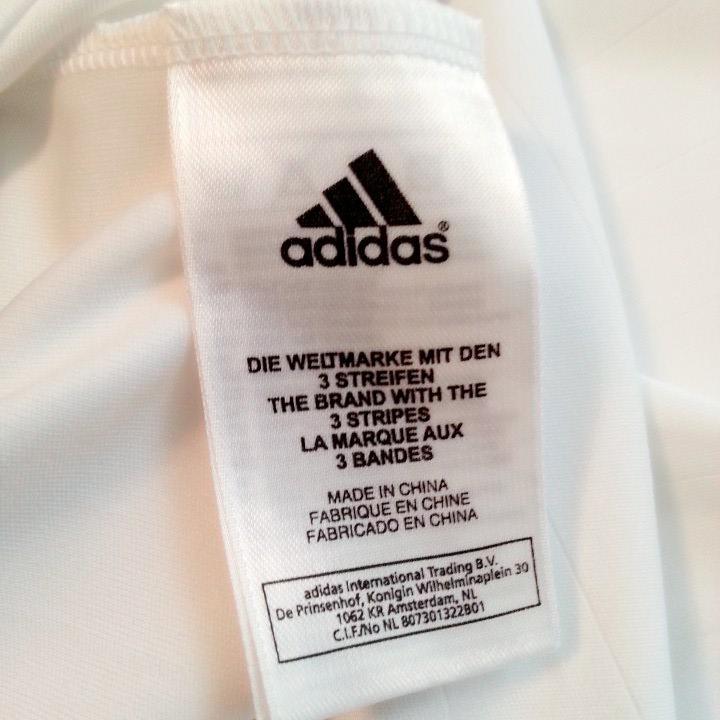 adidas®
DIE WELTMARKE MIT DEN
3 STREIFEN
THE BRAND WITH THE
3 STRIPES
LA MARQUE AUX
3 BANDES
MADE IN CHINA
FABRIQUE EN CHINE
FABRICADO EN CHINA
adidas International Trading B.V.
De Prinsenhof, Konigin Wilhelminaplein 30
1062 KR Amsterdam, NL
C.I.F./No NL 807301322B01